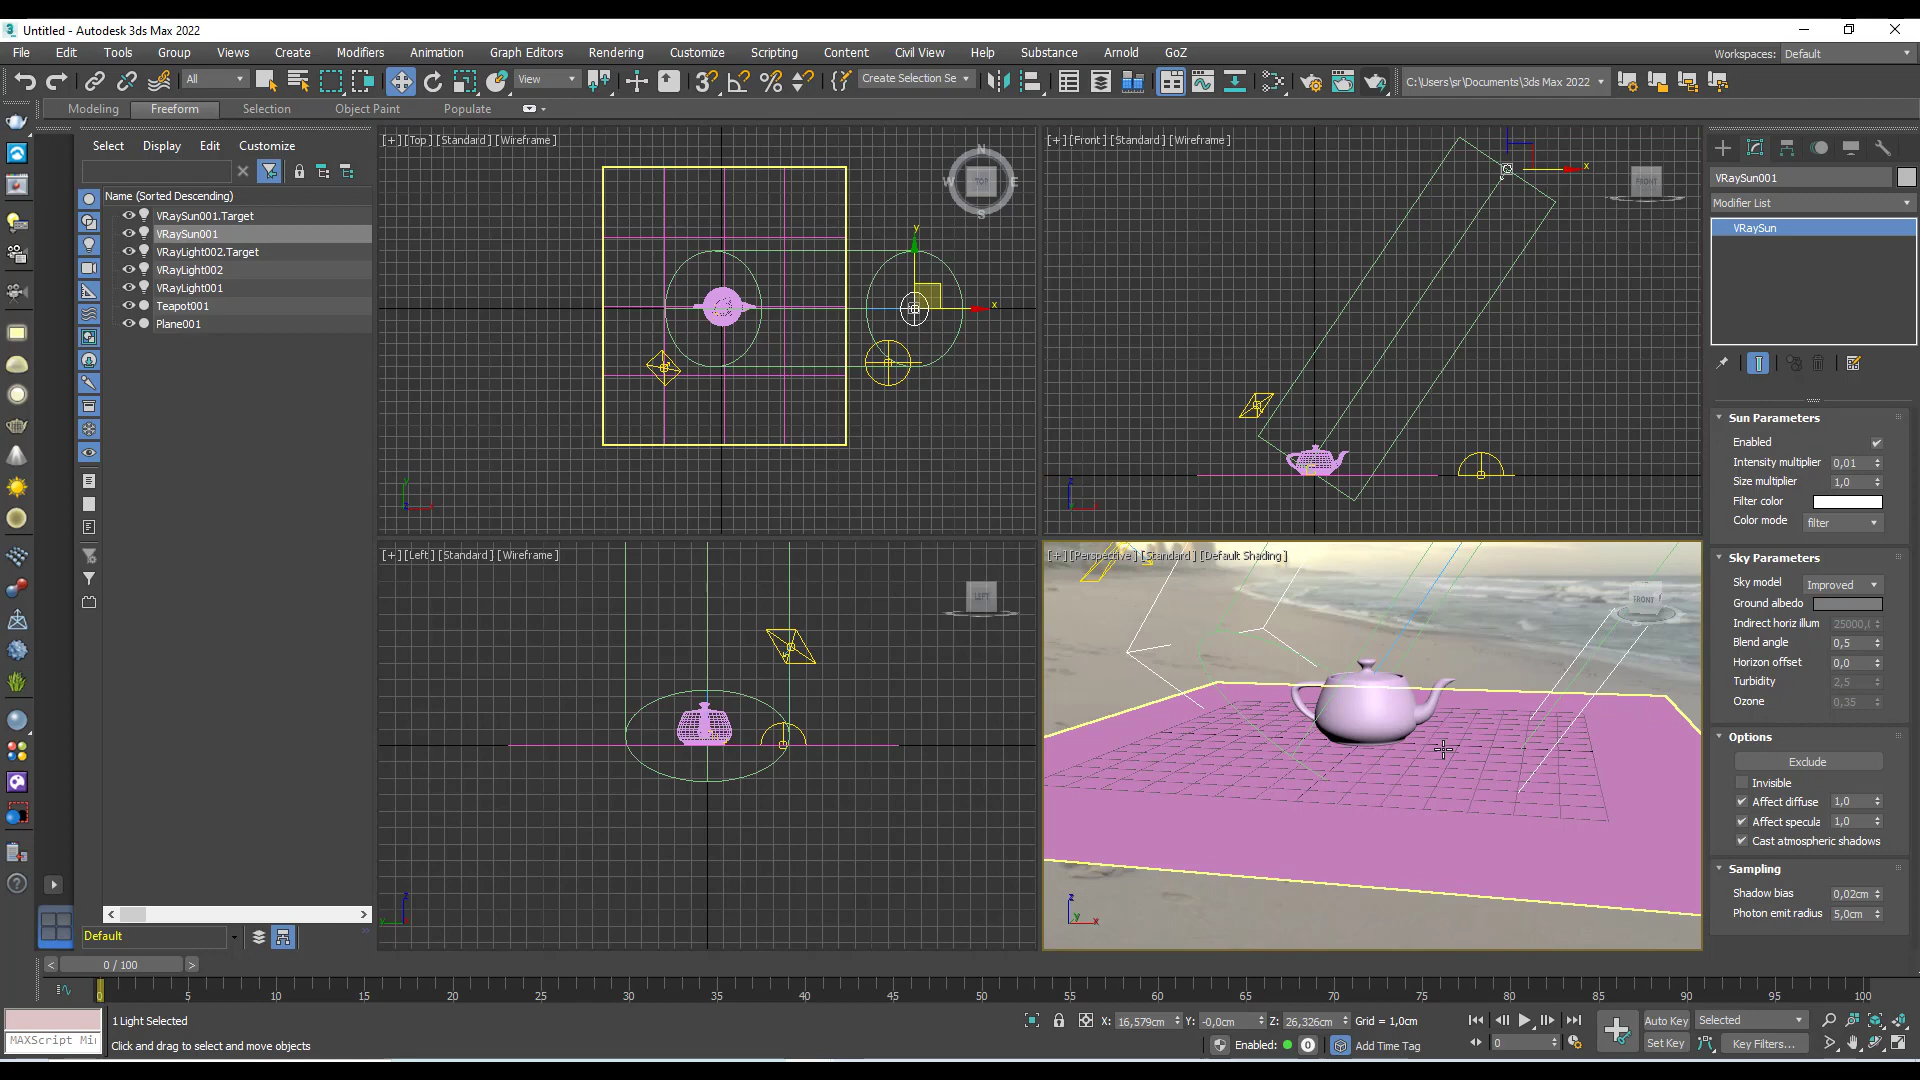 Untitled - Autodesk 3ds Max 2022
File Edit Tools Group Views Create Modifiers Animation Graph Editors Rendering Customize Scripting Content Civil View Help Substance Arnold GoZ Workspaces: Default
All View Create Selection Se C:\Users\sr\Documents\3ds Max 2022
Modeling Freeform Selection Object Paint Populate
Select Display Edit Customize
Name (Sorted Descending)
VRaySun001.Target
VRaySun001
VRayLight002.Target
VRayLight002
VRayLight001
Teapot001
Plane001
Default
[+] [Top] [Standard] [Wireframe]
N
W TOP E
S
y
x
[+] [Front] [Standard] [Wireframe]
FRONT
x
[+] [Left] [Standard] [Wireframe]
LEFT
[+] [Perspective] [Standard] [Default Shading]
FRONT
z
y x
VRaySun001
Modifier List
VRaySun
Sun Parameters
Enabled
Intensity multiplier 0,01
Size multiplier 1,0
Filter color
Color mode filter
Sky Parameters
Sky model Improved
Ground albedo
Indirect horiz illum 25000,(
Blend angle 0,5
Horizon offset 0,0
Turbidity 2,5
Ozone 0,35
Options
Exclude
Invisible
Affect diffuse 1,0
Affect specula 1,0
Cast atmospheric shadows
Sampling
Shadow bias 0,02cm
Photon emit radius 5,0cm
< 0 / 100 >
0 5 10 15 20 25 30 35 40 45 50 55 60 65 70 75 80 85 90 95 100
1 Light Selected X: 16,579cm Y: -0,0cm Z: 26,326cm Grid = 1,0cm Auto Key Selected
MAXScript Mi Click and drag to select and move objects Enabled: 0 Add Time Tag 0 Set Key Key Filters...